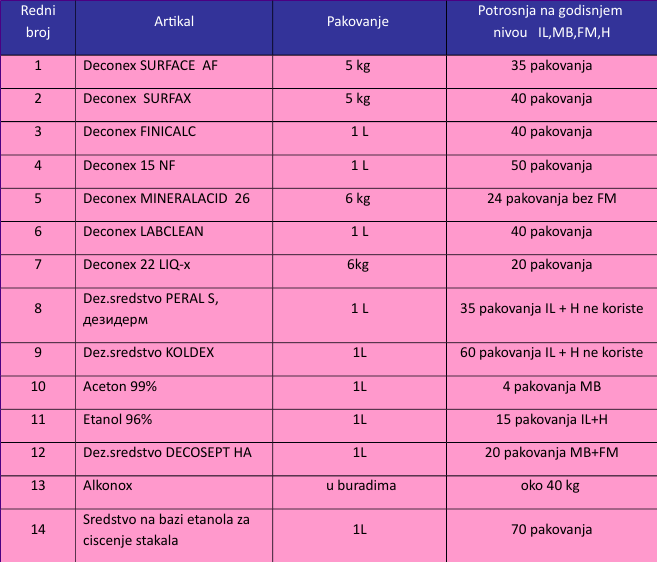 Redni broj Artikal Pakovanje Potrosnja na godisnjem nivou   IL,MB,FM,H
1 Deconex SURFACE  AF 5 kg 35 pakovanja
2 Deconex  SURFAX 5 kg 40 pakovanja
3 Deconex FINICALC 1 L 40 pakovanja
4 Deconex 15 NF 1 L 50 pakovanja
5 Deconex MINERALACID  26 6 kg 24 pakovanja bez FM
6 Deconex LABCLEAN 1 L 40 pakovanja
7 Deconex 22 LIQ-x 6kg 20 pakovanja
8 Dez.sredstvo PERAL S, дезидерм 1 L 35 pakovanja IL + H ne koriste
9 Dez.sredstvo KOLDEX 1L 60 pakovanja IL + H ne koriste
10 Aceton 99% 1L 4 pakovanja MB
11 Etanol 96% 1L 15 pakovanja IL+H
12 Dez.sredstvo DECOSEPT HA 1L 20 pakovanja MB+FM
13 Alkonox u buradima oko 40 kg
14 Sredstvo na bazi etanola za ciscenje stakala 1L 70 pakovanja